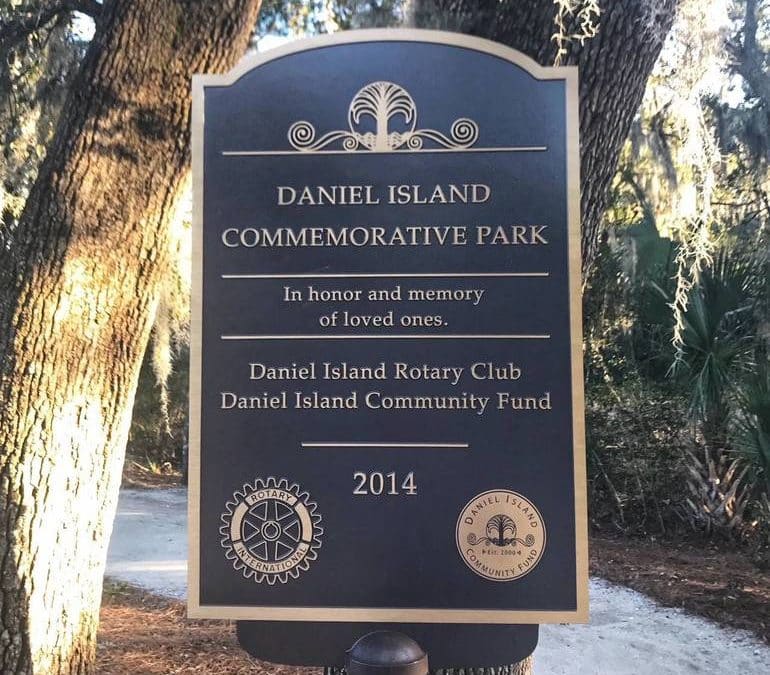 DANIEL ISLAND
COMMEMORATIVE PARK
In honor and memory
of loved ones.
Daniel Island Rotary Club
Daniel Island Community Fund
2014
ROTARY
INTERNATIONAL
DANIEL ISLAND
EST. 2000
COMMUNITY FUND